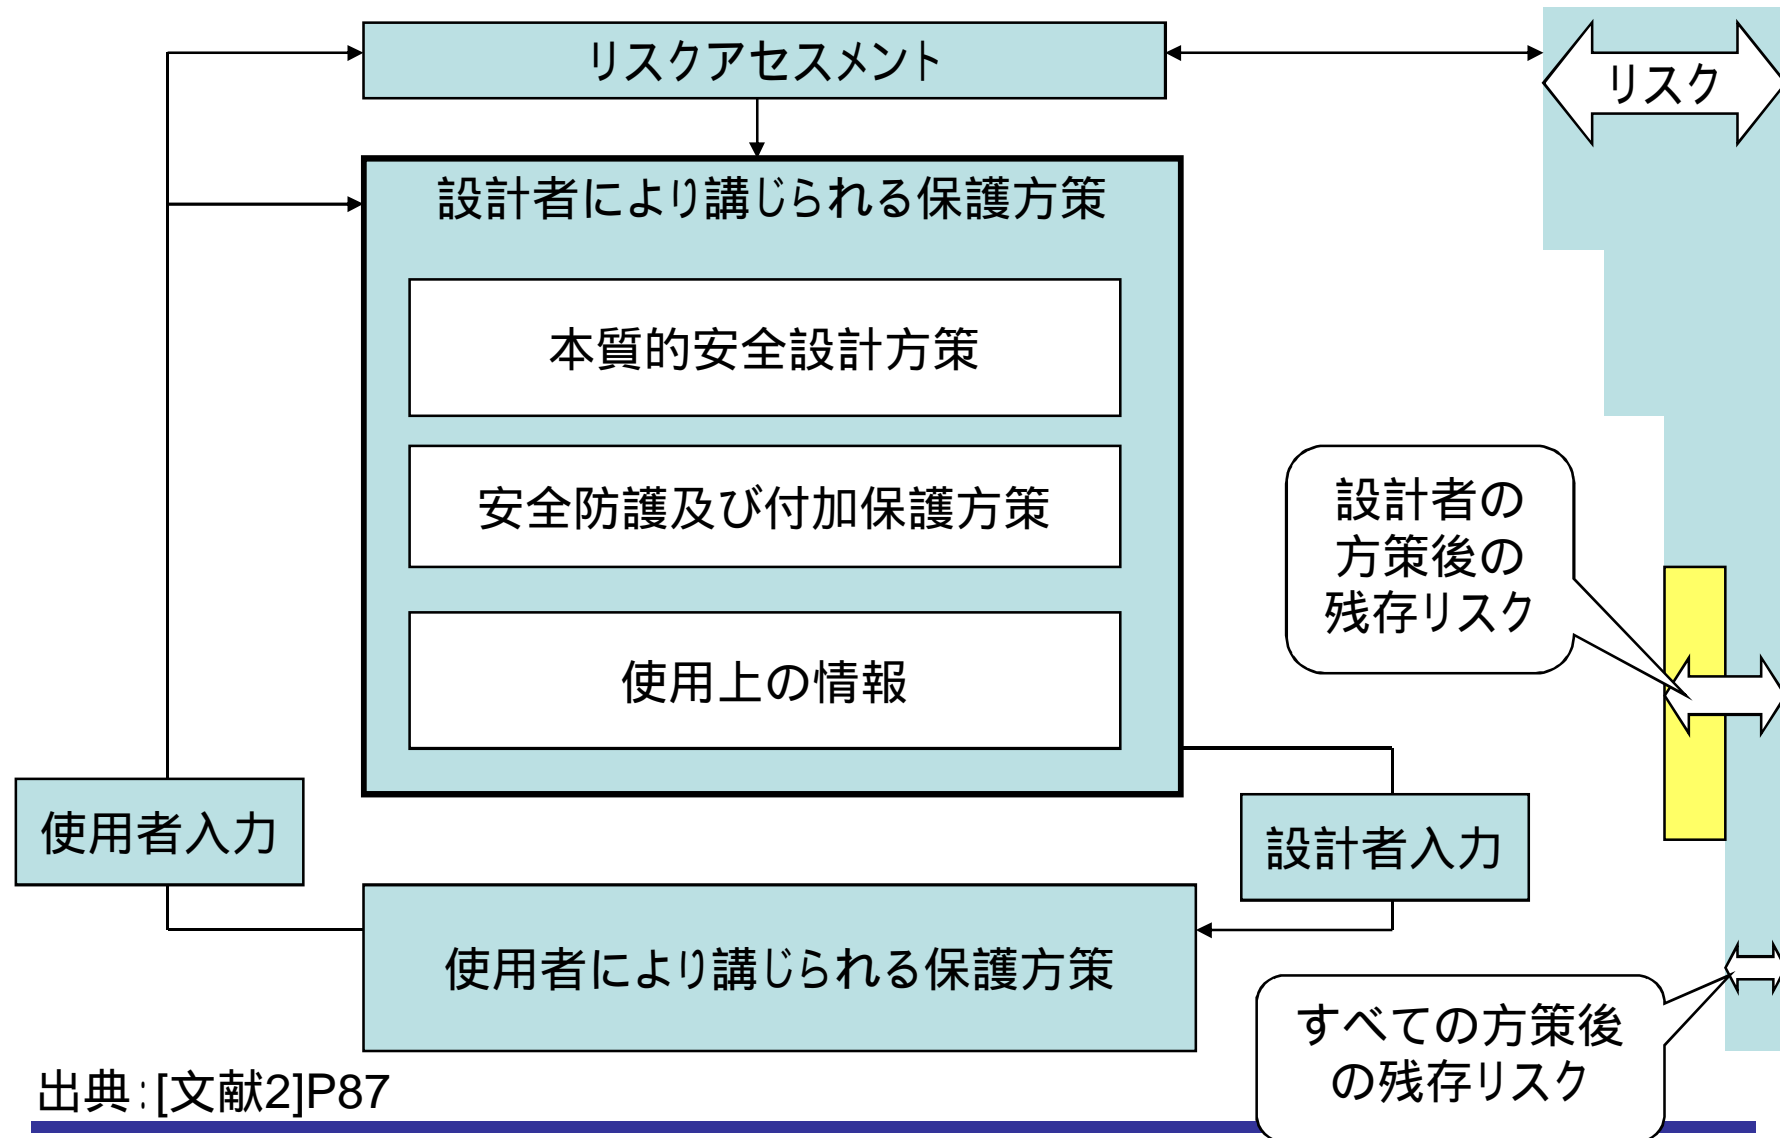 リスクアセスメント
リスク
設計者により講じられる保護方策
本質的安全設計方策
安全防護及び付加保護方策
使用上の情報
設計者の
方策後の
残存リスク
使用者入力
設計者入力
使用者により講じられる保護方策
すべての方策後
の残存リスク
出典:[文献2]P87